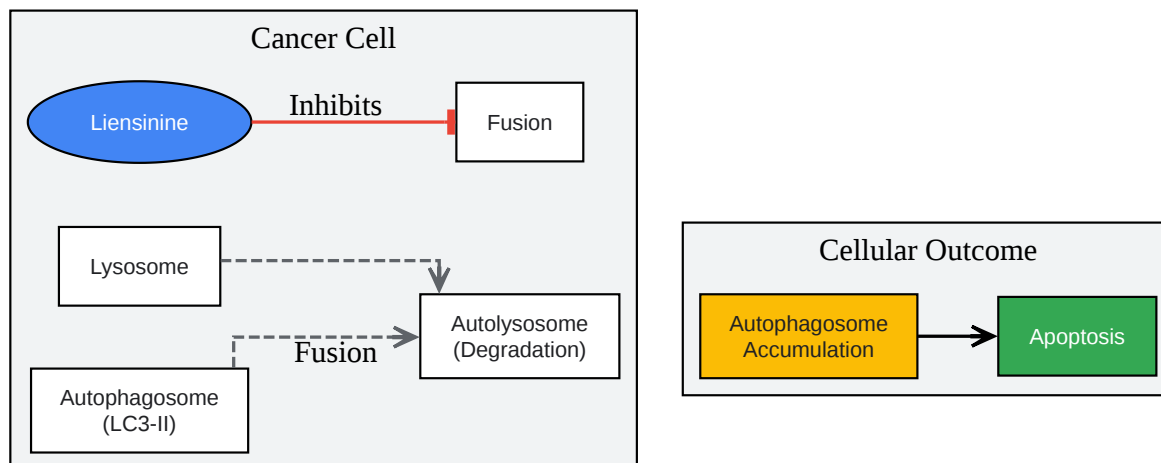 Cancer Cell
Inhibits
Liensinine
Fusion
Lysosome
Autolysosome
(Degradation)
Fusion
Autophagosome
(LC3-II)
Cellular Outcome
Autophagosome
Accumulation
Apoptosis